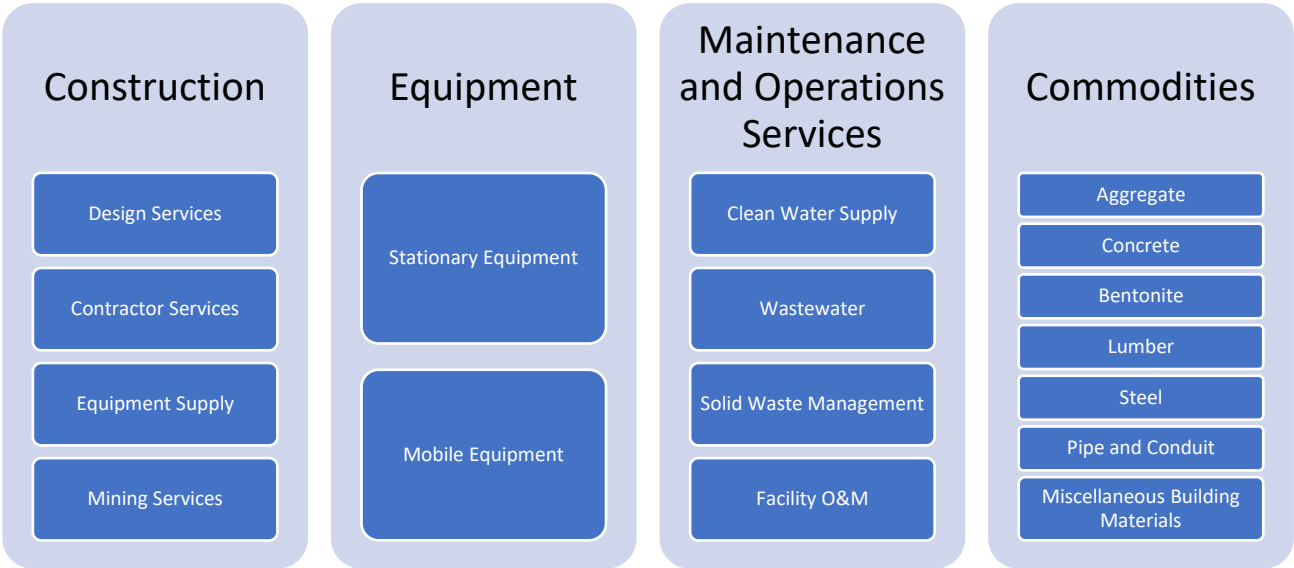 Construction
Design Services
Contractor Services
Equipment Supply
Mining Services
Equipment
Stationary Equipment
Mobile Equipment
Maintenance
and Operations
Services
Clean Water Supply
Wastewater
Solid Waste Management
Facility O&M
Commodities
Aggregate
Concrete
Bentonite
Lumber
Steel
Pipe and Conduit
Miscellaneous Building
Materials